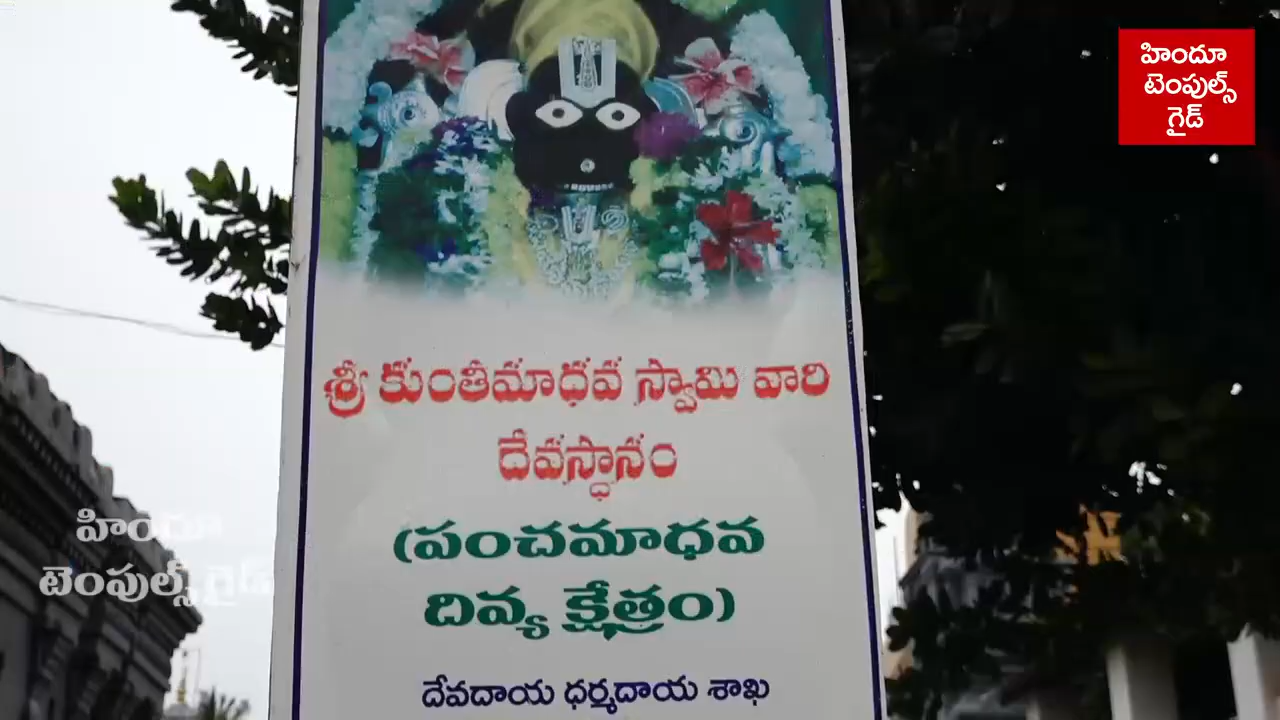 హిందూ
టెంపుల్స్
గైడ్
శ్రీ కుంతీమాధవ స్వామి వారి
దేవస్ధానం
(పంచమాధవ
దివ్య క్షేత్రం)
దేవదాయ ధర్మదాయ శాఖ
హిందూ
టెంపుల్స్ గైడ్